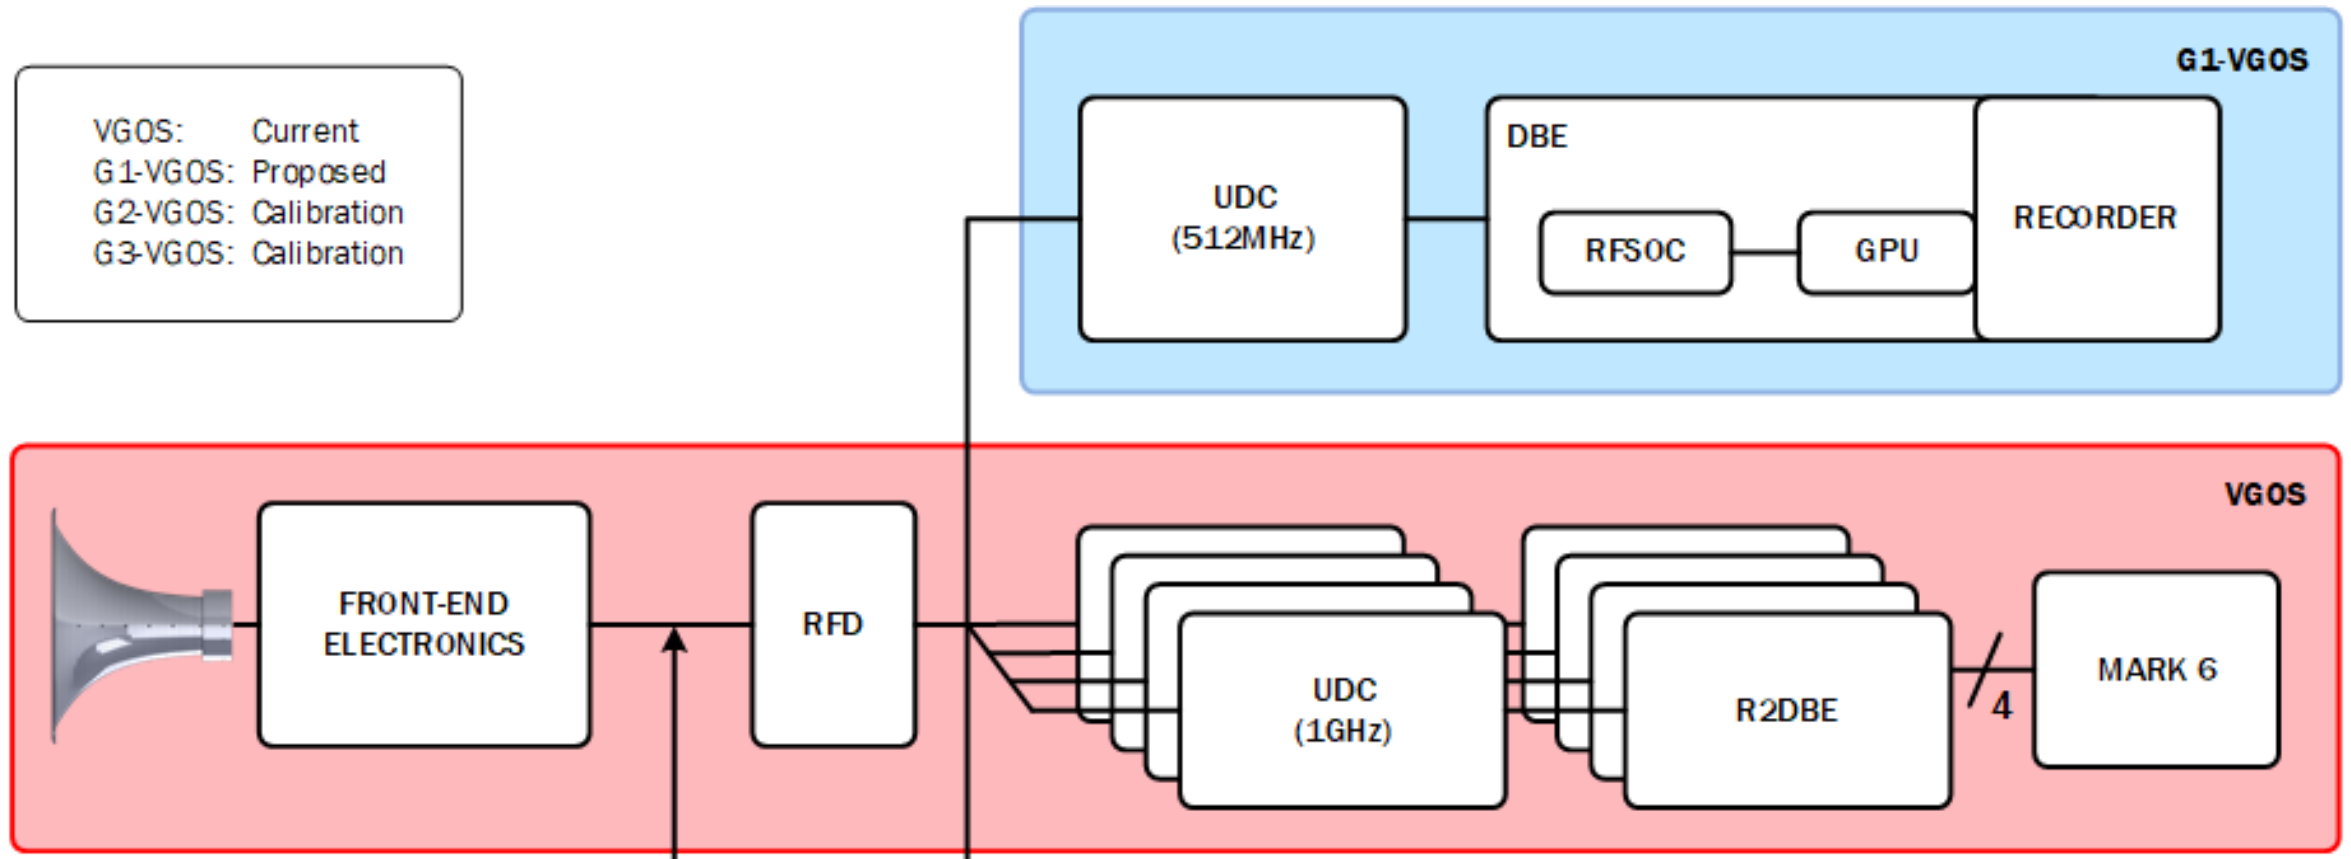 G1-VGOS
VGOS: Current
G1-VGOS: Proposed
G2-VGOS: Calibration
G3-VGOS: Calibration
DBE
UDC
(512MHz)
RFSOC
GPU
RECORDER
VGOS
FRONT-END
ELECTRONICS
RFD
UDC
(1GHz)
R2DBE
4
MARK 6